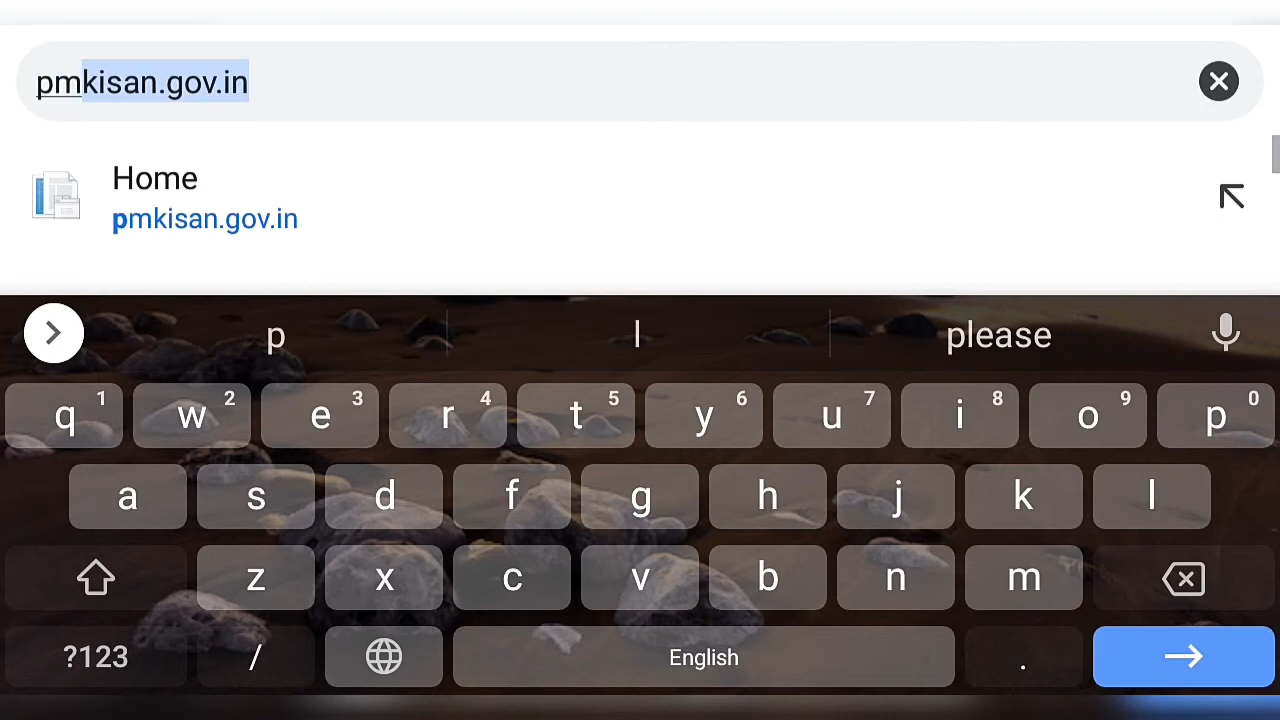 pmkisan.gov.in
Home
pmkisan.gov.in
p l please
q 1 w 2 e 3 r 4 t 5 y 6 u 7 i 8 o 9 p 0
a s d f g h j k l
z x c v b n m
?123 / English .